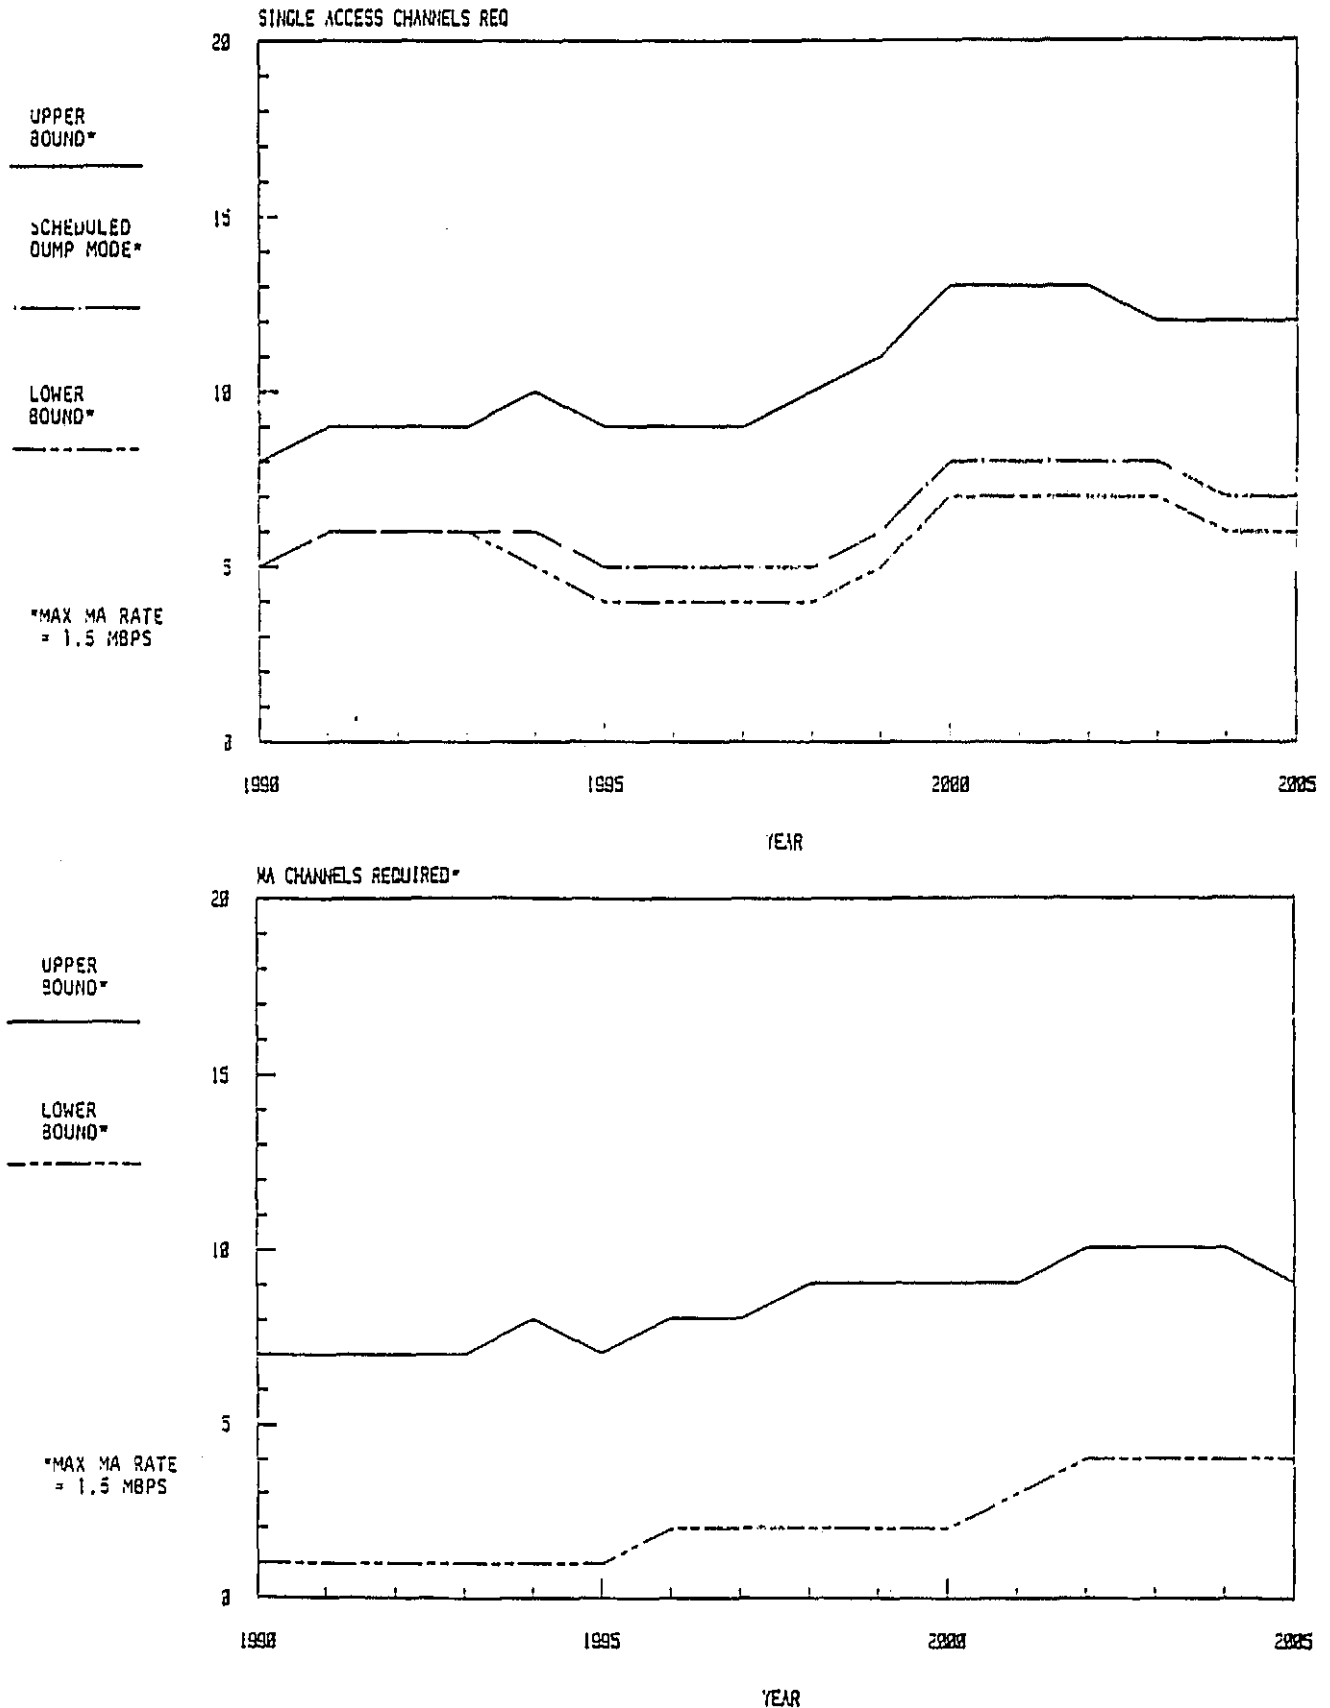 SINGLE ACCESS CHANNELS REQ
20
15
10
5
0
UPPER
BOUND*
SCHEDULED
DUMP MODE*
LOWER
BOUND*
*MAX MA RATE
= 1.5 MBPS
1990 1995 2000 2005
YEAR
MA CHANNELS REQUIRED*
20
15
10
5
0
UPPER
BOUND*
LOWER
BOUND*
*MAX MA RATE
= 1.5 MBPS
1990 1995 2000 2005
YEAR